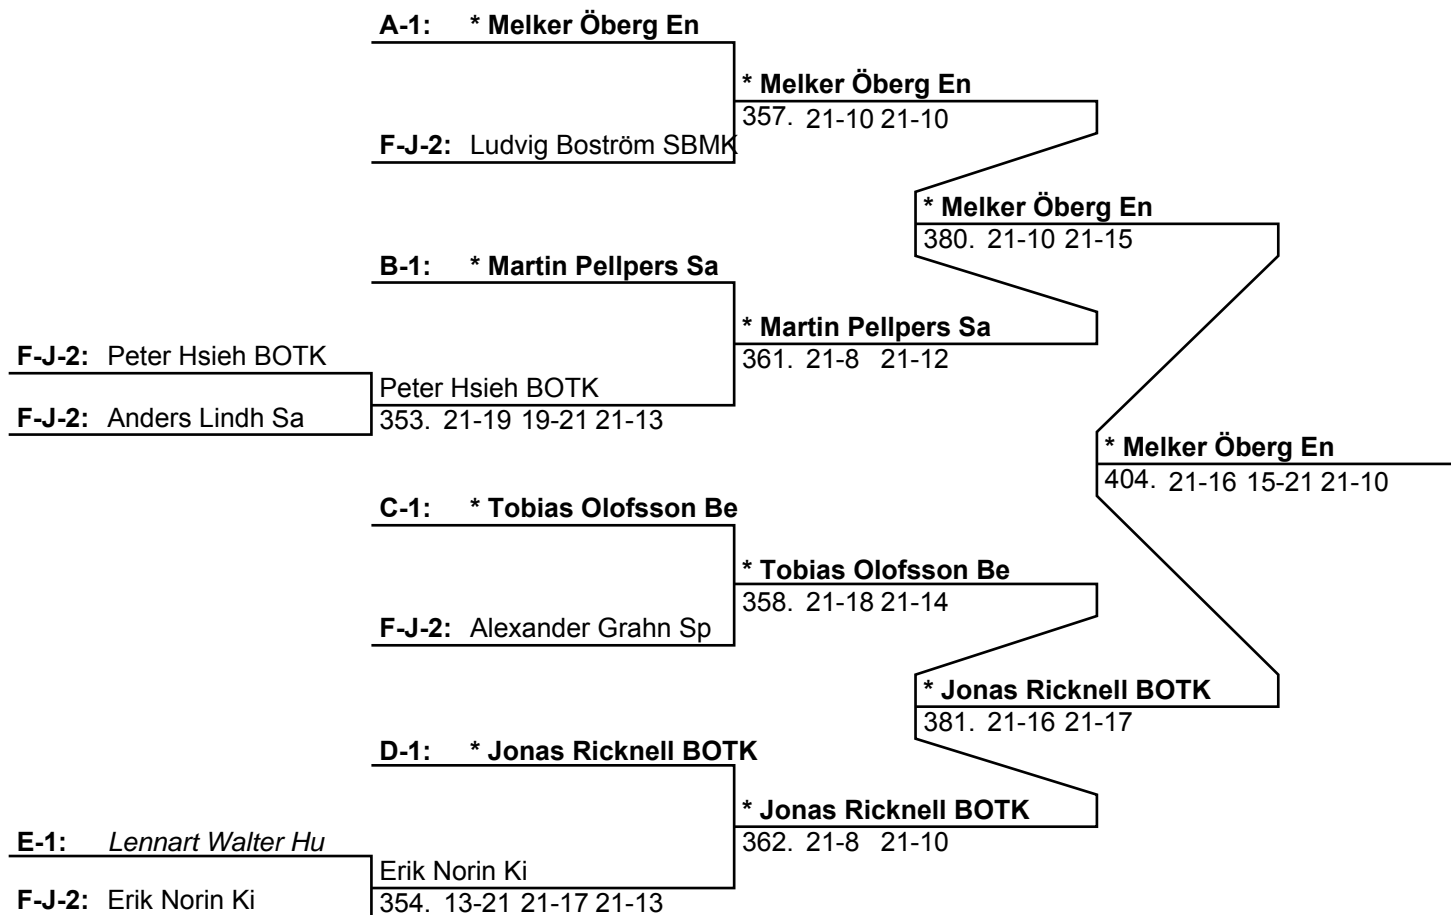 A-1: * Melker Öberg En
* Melker Öberg En
357. 21-10 21-10
F-J-2: Ludvig Boström SBMK
* Melker Öberg En
380. 21-10 21-15
B-1: * Martin Pellpers Sa
* Martin Pellpers Sa
361. 21-8 21-12
F-J-2: Peter Hsieh BOTK
Peter Hsieh BOTK
353. 21-19 19-21 21-13
F-J-2: Anders Lindh Sa
* Melker Öberg En
404. 21-16 15-21 21-10
C-1: * Tobias Olofsson Be
* Tobias Olofsson Be
358. 21-18 21-14
F-J-2: Alexander Grahn Sp
* Jonas Ricknell BOTK
381. 21-16 21-17
D-1: * Jonas Ricknell BOTK
* Jonas Ricknell BOTK
362. 21-8 21-10
E-1: Lennart Walter Hu
Erik Norin Ki
354. 13-21 21-17 21-13
F-J-2: Erik Norin Ki